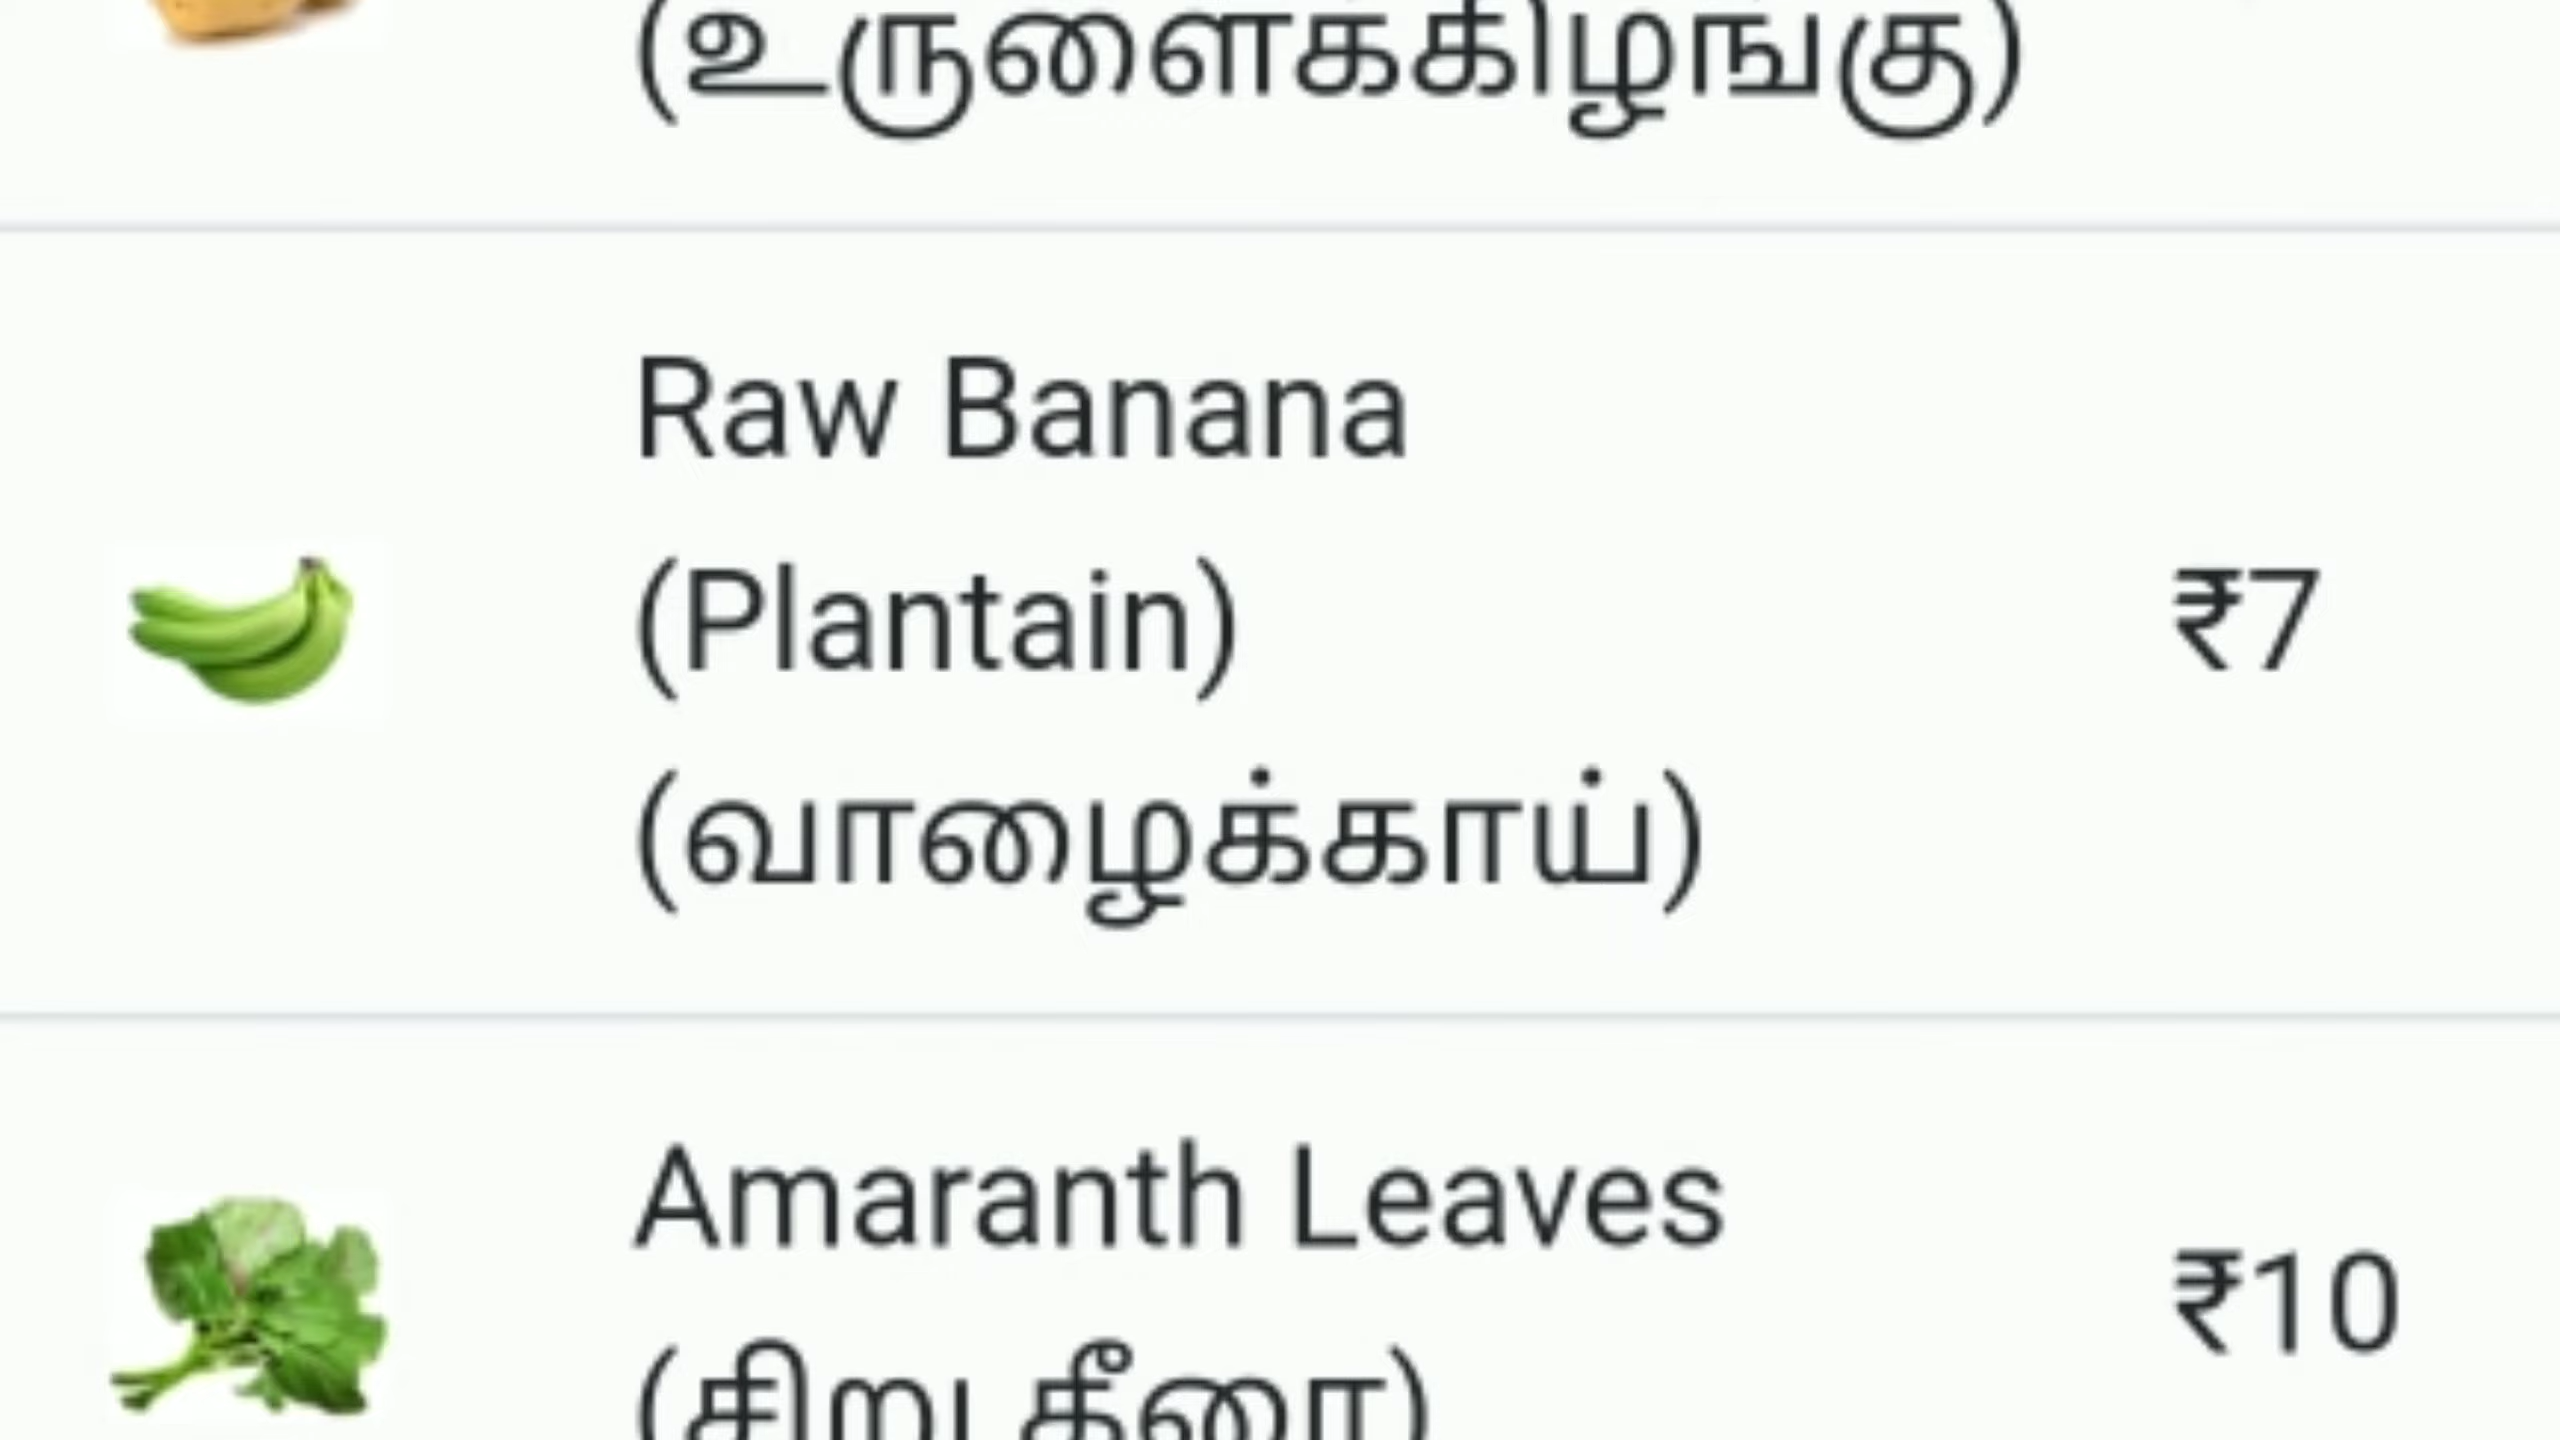 (உருளைக்கிழங்கு)
Raw Banana
(Plantain)
₹7
(வாழைக்காய்)
Amaranth Leaves
₹10
(சிறு கீரை)